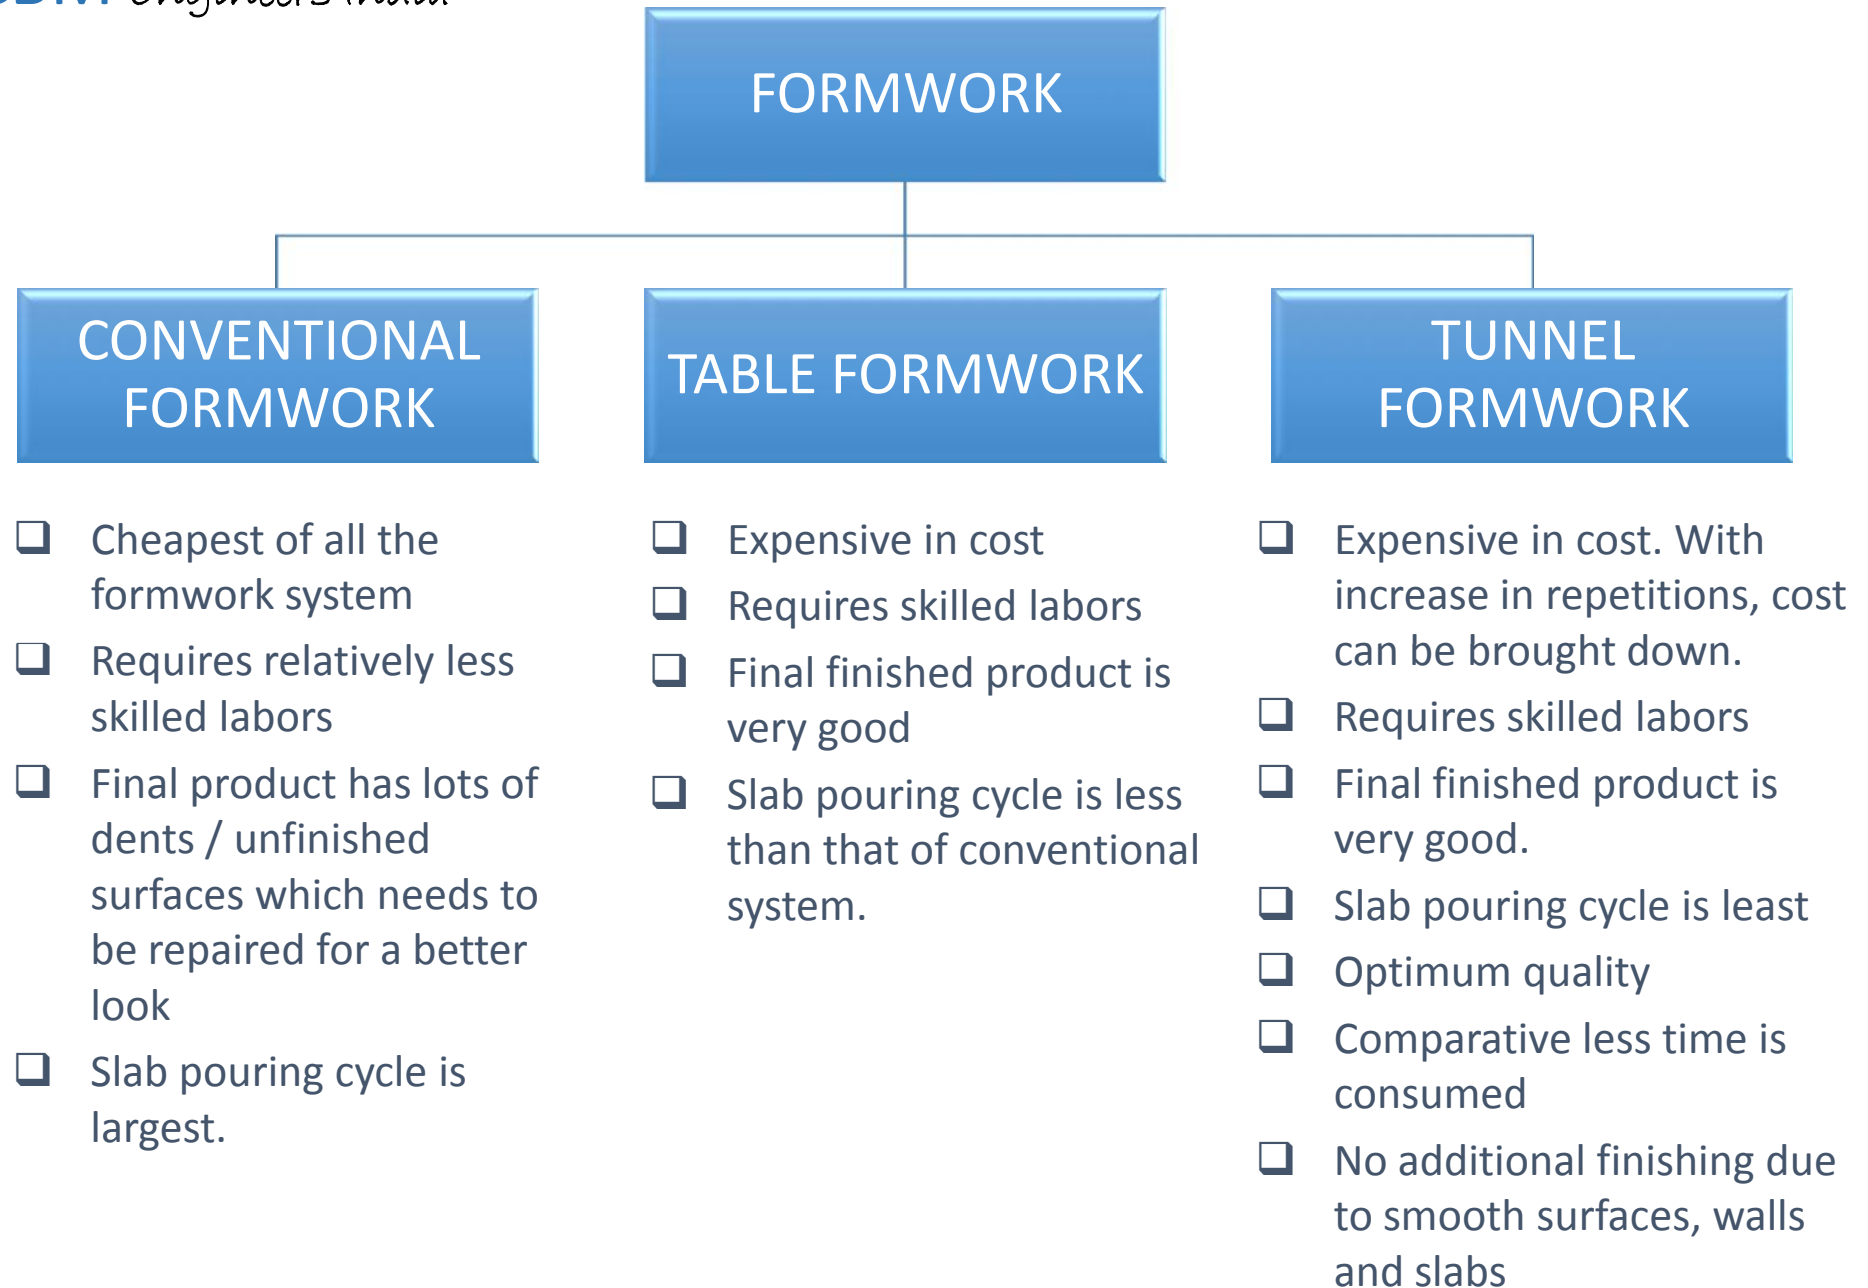 Engineers India
FORMWORK
CONVENTIONAL
FORMWORK
TABLE FORMWORK
TUNNEL
FORMWORK
Cheapest of all the
formwork system
Requires relatively less
skilled labors
Final product has lots of
dents / unfinished
surfaces which needs to
be repaired for a better
look
Slab pouring cycle is
largest.
Expensive in cost
Requires skilled labors
Final finished product is
very good
Slab pouring cycle is less
than that of conventional
system.
Expensive in cost. With
increase in repetitions, cost
can be brought down.
Requires skilled labors
Final finished product is
very good.
Slab pouring cycle is least
Optimum quality
Comparative less time is
consumed
No additional finishing due
to smooth surfaces, walls
and slabs